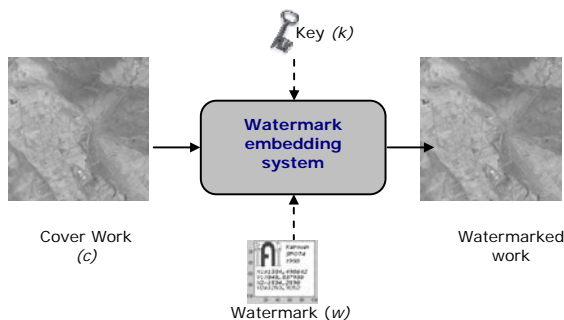 Key (k)
Watermark
embedding
system
Cover Work
(c)
Watermarked
work
Watermark (w)